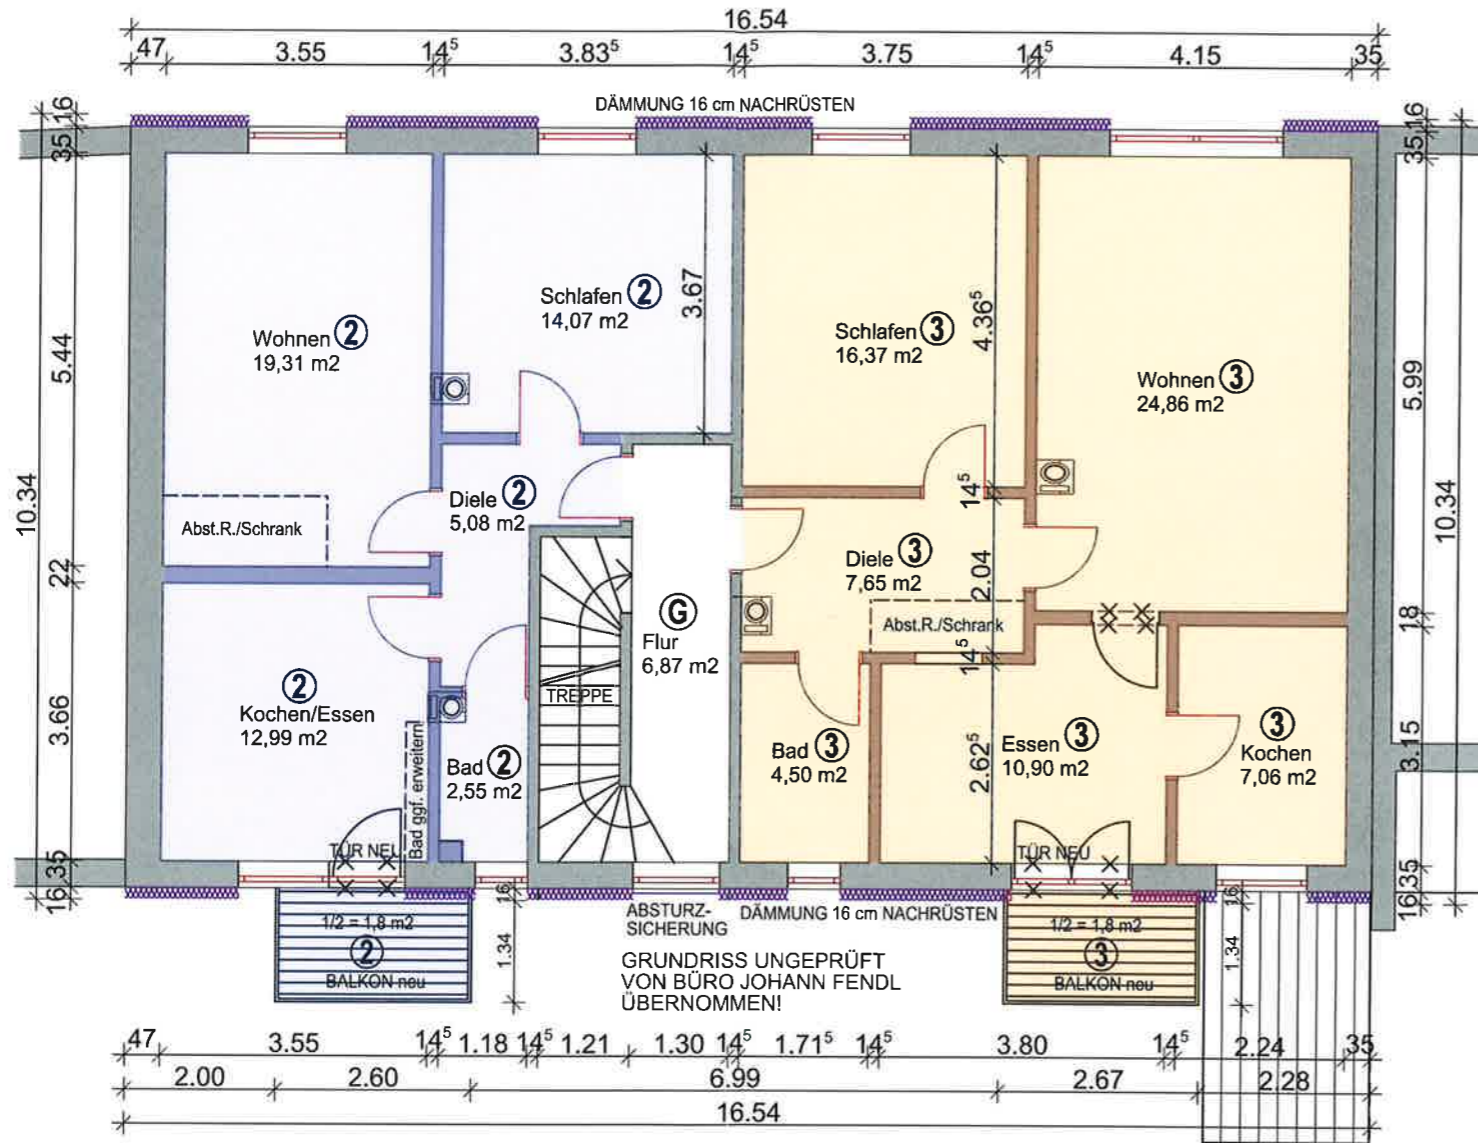 16.54
47 3.55 14⁵ 3.83⁵ 14⁵ 3.75 14⁵ 4.15 35
DÄMMUNG 16 cm NACHRÜSTEN
16
35
5.44
22
3.66
35
16
10.34
35 16
5.99
18
3.15
35
16
10.34
Wohnen 2
19,31 m2
Schlafen 2
14,07 m2
3.67
Schlafen 3
16,37 m2
4.36⁵
Wohnen 3
24,86 m2
Abst.R./Schrank
Diele 2
5,08 m2
14⁵
Diele 3
7,65 m2
2.04
Abst.R./Schrank
14⁵
G
Flur
6,87 m2
TREPPE
2
Kochen/Essen
12,99 m2
Bad ggf. erweitern
Bad 2
2,55 m2
Bad 3
4,50 m2
2.62⁵
Essen 3
10,90 m2
3
Kochen
7,06 m2
TÜR NEU
TÜR NEU
1/2 = 1,8 m2
2
BALKON neu
16
1.34
ABSTURZ-
SICHERUNG
DÄMMUNG 16 cm NACHRÜSTEN
GRUNDRISS UNGEPRÜFT
VON BÜRO JOHANN FENDL
ÜBERNOMMEN!
1/2 = 1,8 m2
3
BALKON neu
16
1.34
47 3.55 14⁵ 1.18 14⁵ 1.21 1.30 14⁵ 1.71⁵ 14⁵ 3.80 14⁵ 2.24 35
2.00 2.60 6.99 2.67 2.28
16.54